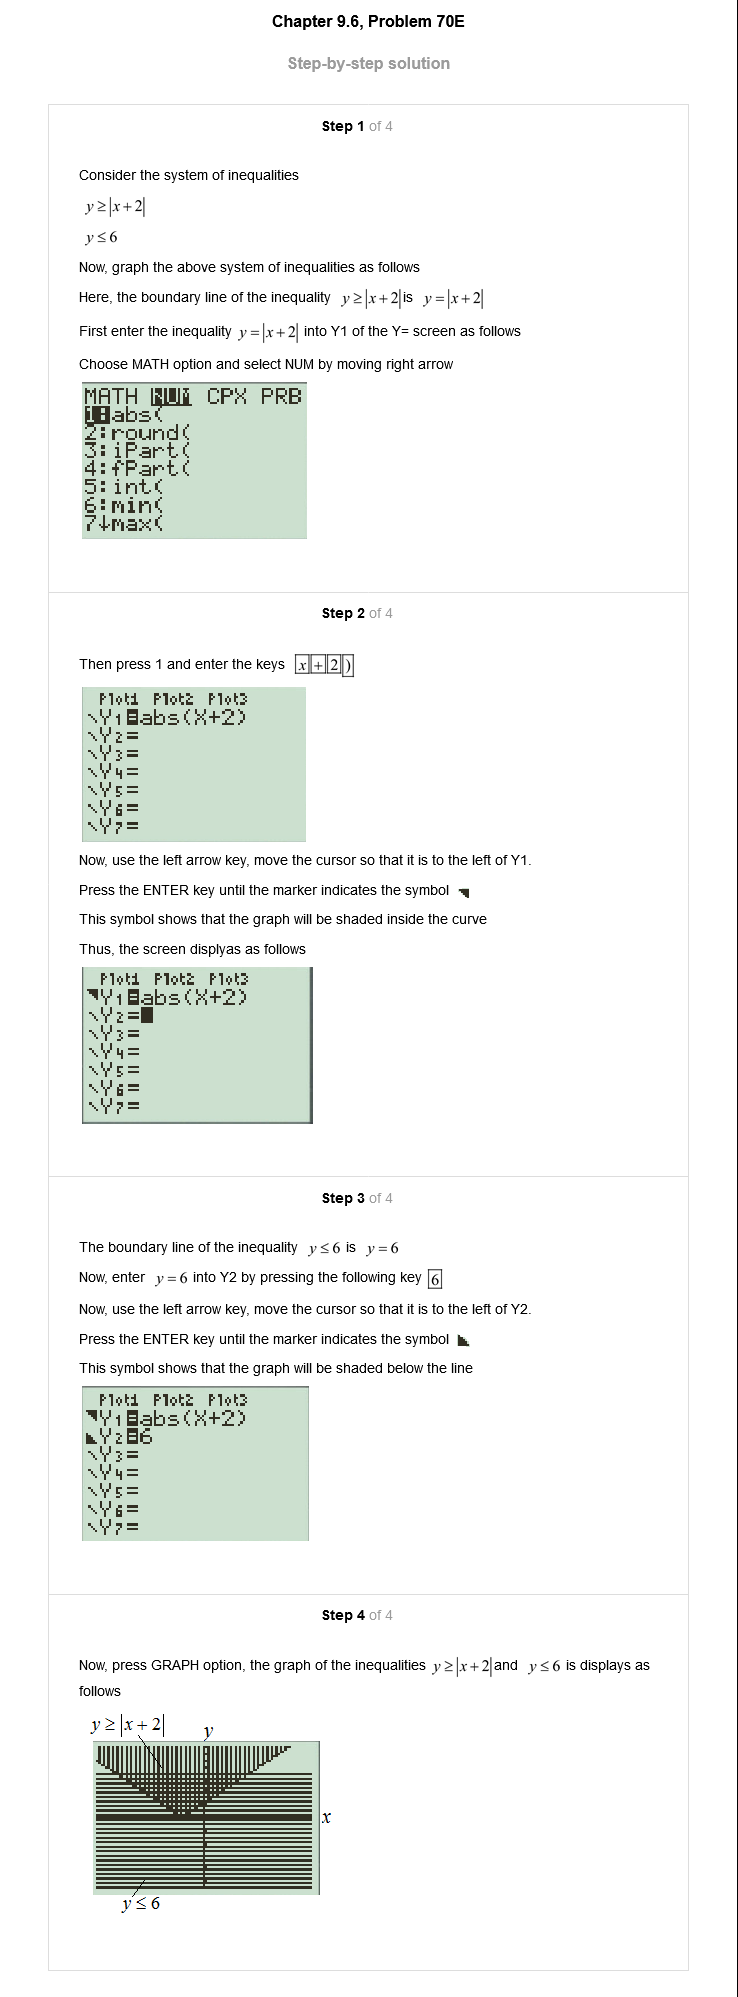 Chapter 9.6, Problem 70E
Step-by-step solution
Step 1 of 4
Consider the system of inequalities
y ≥ |x + 2|
y ≤ 6
Now, graph the above system of inequalities as follows
Here, the boundary line of the inequality y ≥ |x + 2| is y = |x + 2|
First enter the inequality y = |x + 2| into Y1 of the Y= screen as follows
Choose MATH option and select NUM by moving right arrow
MATH NUM CPX PRB
1:abs(
2:round(
3:iPart(
4:fPart(
5:int(
6:min(
7↓max(
Step 2 of 4
Then press 1 and enter the keys x + 2 )
Plot1 Plot2 Plot3
\Y1=abs(X+2)
\Y2=
\Y3=
\Y4=
\Y5=
\Y6=
\Y7=
Now, use the left arrow key, move the cursor so that it is to the left of Y1.
Press the ENTER key until the marker indicates the symbol ◥
This symbol shows that the graph will be shaded inside the curve
Thus, the screen displyas as follows
Plot1 Plot2 Plot3
◥Y1=abs(X+2)
\Y2=
\Y3=
\Y4=
\Y5=
\Y6=
\Y7=
Step 3 of 4
The boundary line of the inequality y ≤ 6 is y = 6
Now, enter y = 6 into Y2 by pressing the following key 6
Now, use the left arrow key, move the cursor so that it is to the left of Y2.
Press the ENTER key until the marker indicates the symbol ◣
This symbol shows that the graph will be shaded below the line
Plot1 Plot2 Plot3
◥Y1=abs(X+2)
◣Y2=6
\Y3=
\Y4=
\Y5=
\Y6=
\Y7=
Step 4 of 4
Now, press GRAPH option, the graph of the inequalities y ≥ |x + 2| and y ≤ 6 is displays as
follows
y ≥ |x + 2|
y
x
y ≤ 6